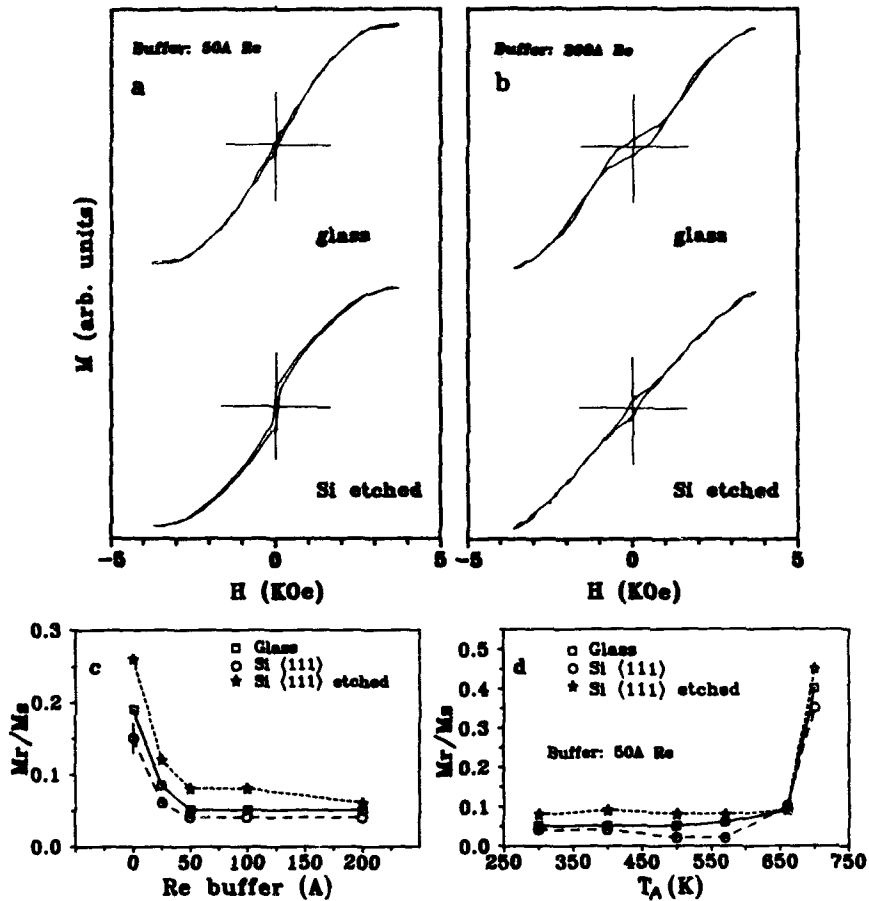 Buffer: 50A Re
a
glass
Si etched
M (arb. units)
-5
0
5
H (KOe)
Buffer: 200A Re
b
glass
Si etched
-5
0
5
H (KOe)
c
Glass
Si (111)
Si (111) etched
Mr/Ms
0.3
0.2
0.1
0.0
0
50
100
150
200
Re buffer (A)
d
Glass
Si (111)
Si (111) etched
Buffer: 50A Re
Mr/Ms
0.5
0.4
0.3
0.2
0.1
0.0
250
350
450
550
650
750
TA(K)